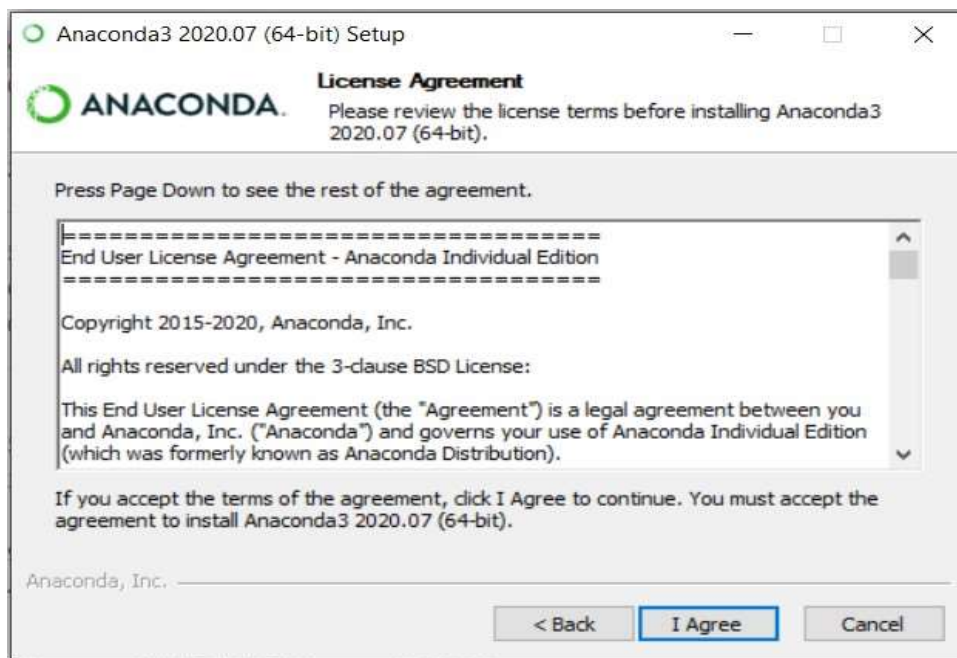 Anaconda3 2020.07 (64-bit) Setup
ANACONDA.
License Agreement
Please review the license terms before installing Anaconda3
2020.07 (64-bit).
Press Page Down to see the rest of the agreement.
===================================
End User License Agreement - Anaconda Individual Edition
===================================
Copyright 2015-2020, Anaconda, Inc.
All rights reserved under the 3-clause BSD License:
This End User License Agreement (the "Agreement") is a legal agreement between you
and Anaconda, Inc. ("Anaconda") and governs your use of Anaconda Individual Edition
(which was formerly known as Anaconda Distribution).
If you accept the terms of the agreement, click I Agree to continue. You must accept the
agreement to install Anaconda3 2020.07 (64-bit).
Anaconda, Inc.
< Back
I Agree
Cancel